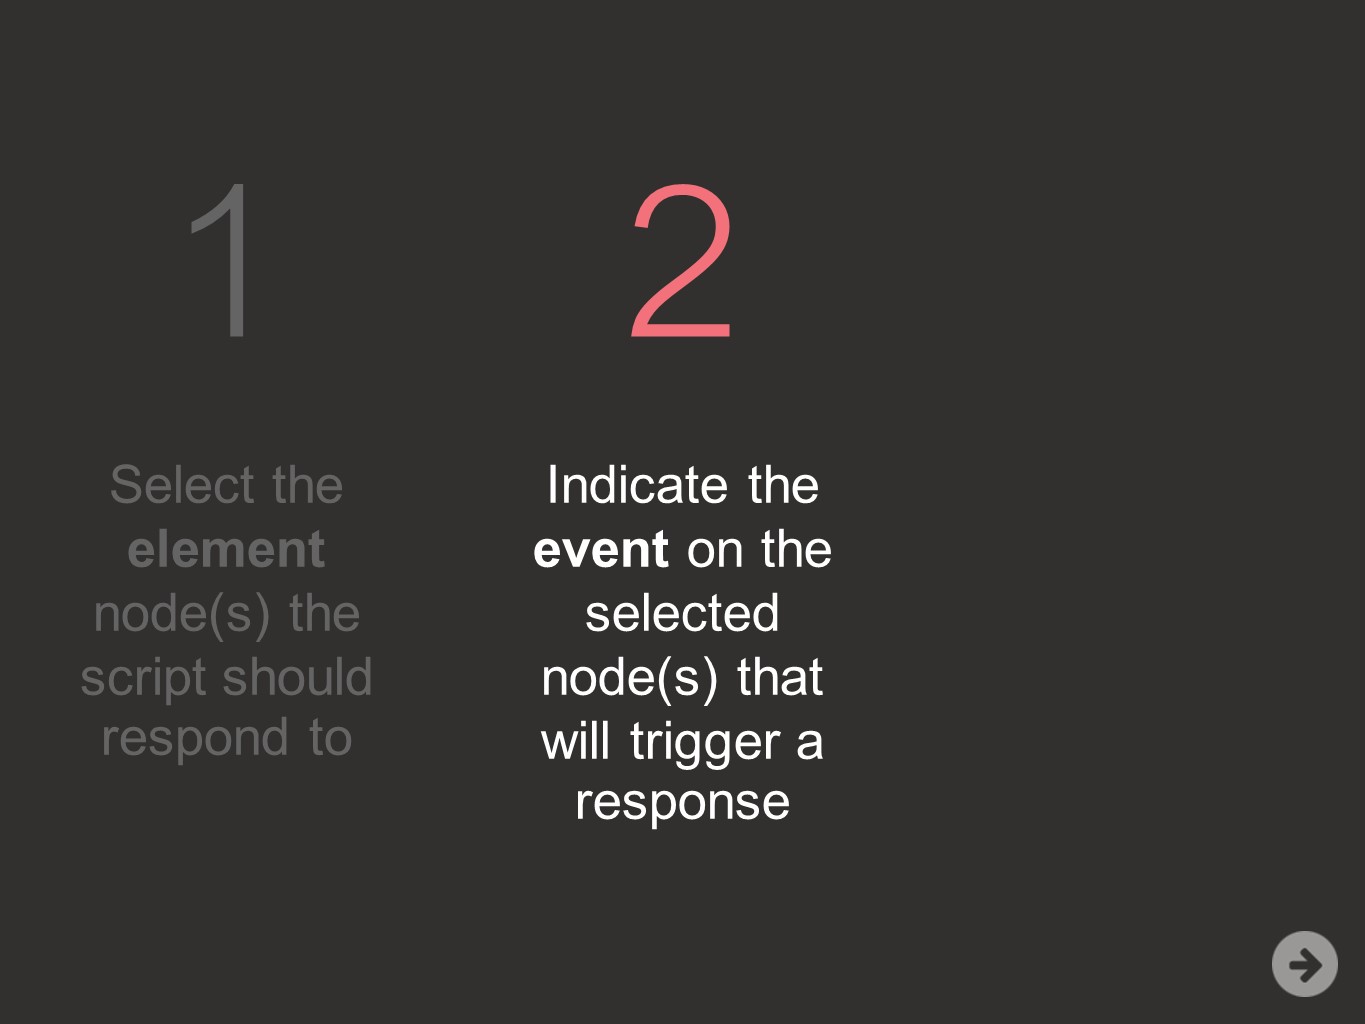 1
Select the
element
node(s) the
script should
respond to
2
Indicate the
event on the
selected
node(s) that
will trigger a
response